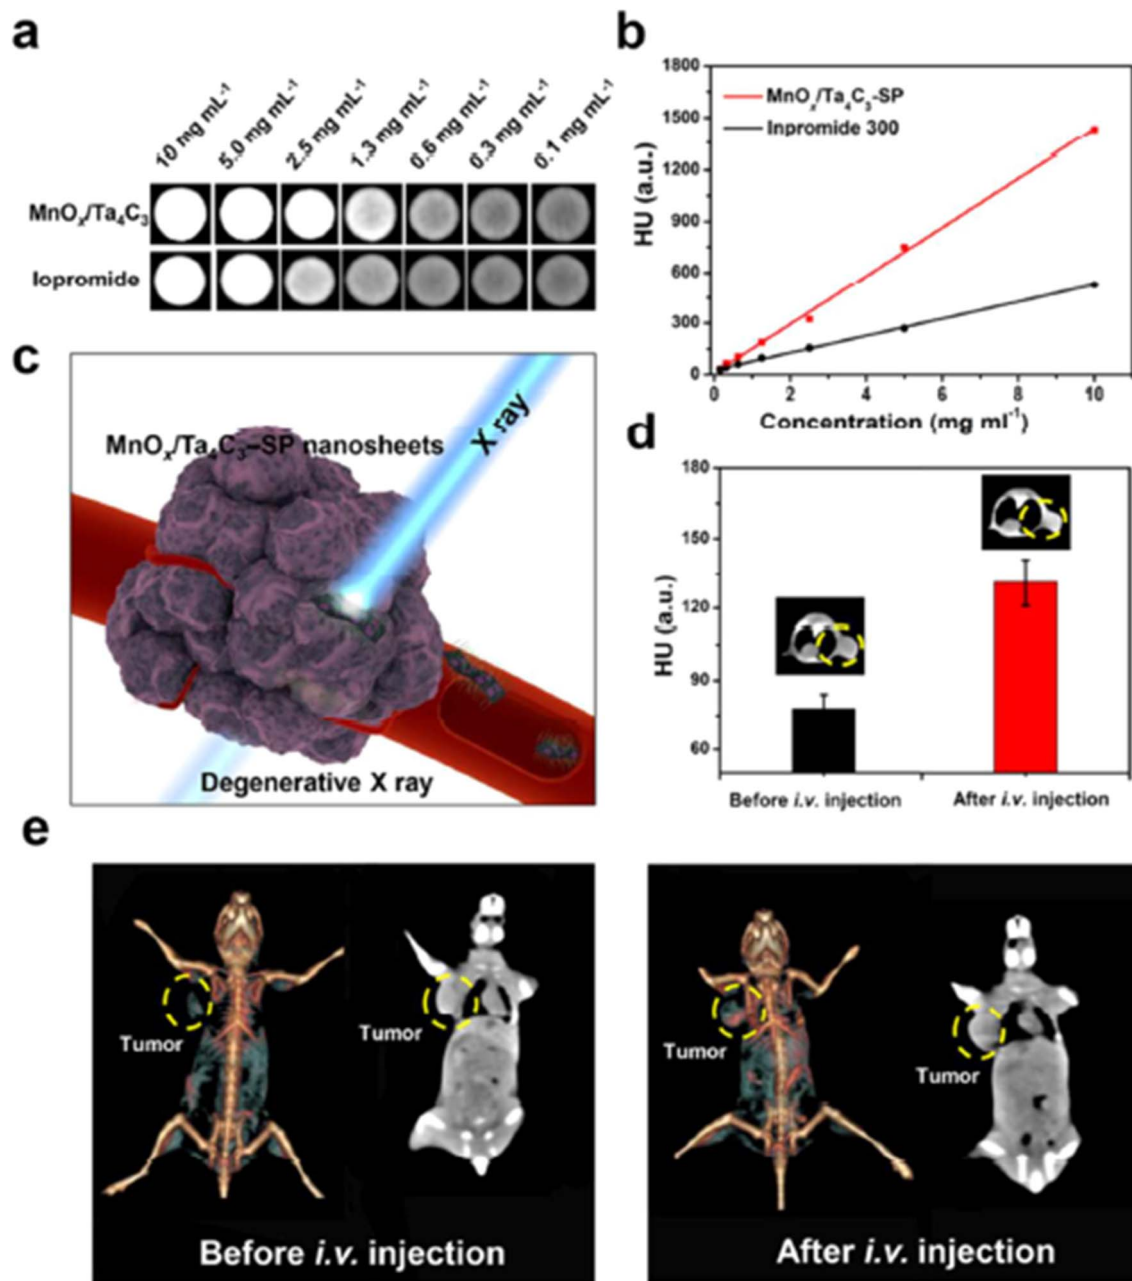 a
10 mg mL⁻¹
5.0 mg mL⁻¹
2.5 mg mL⁻¹
1.3 mg mL⁻¹
0.6 mg mL⁻¹
0.3 mg mL⁻¹
0.1 mg mL⁻¹
MnOₓ/Ta₄C₃
Iopromide
b
1800
1500
1200
900
600
300
0
HU (a.u.)
MnOₓ/Ta₄C₃-SP
Inpromide 300
0 2 4 6 8 10
Concentration (mg ml⁻¹)
c
MnOₓ/Ta₄C₃–SP nanosheets
X ray
Degenerative X ray
d
180
150
120
90
60
HU (a.u.)
Before i.v. injection
After i.v. injection
e
Tumor
Tumor
Before i.v. injection
Tumor
Tumor
After i.v. injection